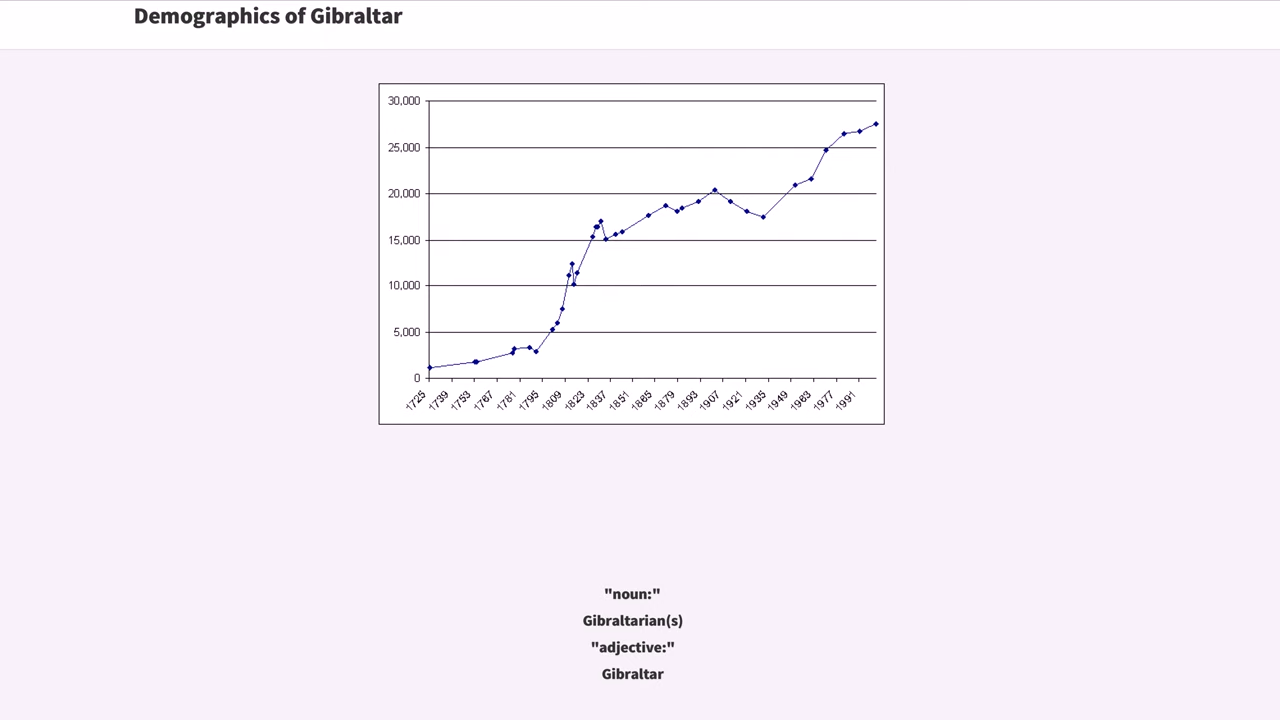 Demographics of Gibraltar
30,000
25,000
20,000
15,000
10,000
5,000
0
1725 1739 1753 1767 1781 1795 1809 1823 1837 1851 1865 1879 1893 1907 1921 1935 1949 1963 1977 1991
"noun:"
Gibraltarian(s)
"adjective:"
Gibraltar